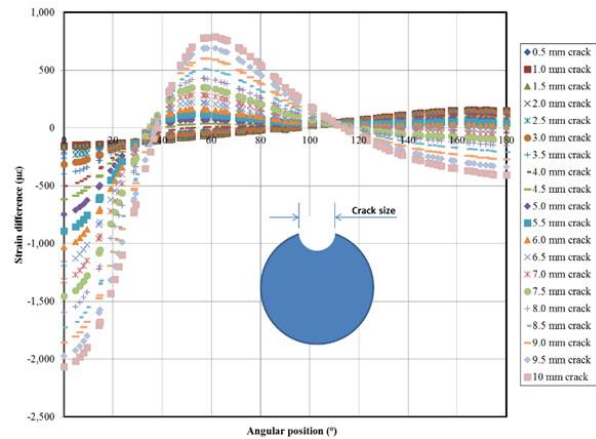 1,000
500
0
-500
-1,000
-1,500
-2,000
-2,500
0
20
40
60
80
100
120
140
160
180
Strain difference (με)
Angular position (°)
Crack size
0.5 mm crack
1.0 mm crack
1.5 mm crack
2.0 mm crack
2.5 mm crack
3.0 mm crack
3.5 mm crack
4.0 mm crack
4.5 mm crack
5.0 mm crack
5.5 mm crack
6.0 mm crack
6.5 mm crack
7.0 mm crack
7.5 mm crack
8.0 mm crack
8.5 mm crack
9.0 mm crack
9.5 mm crack
10 mm crack